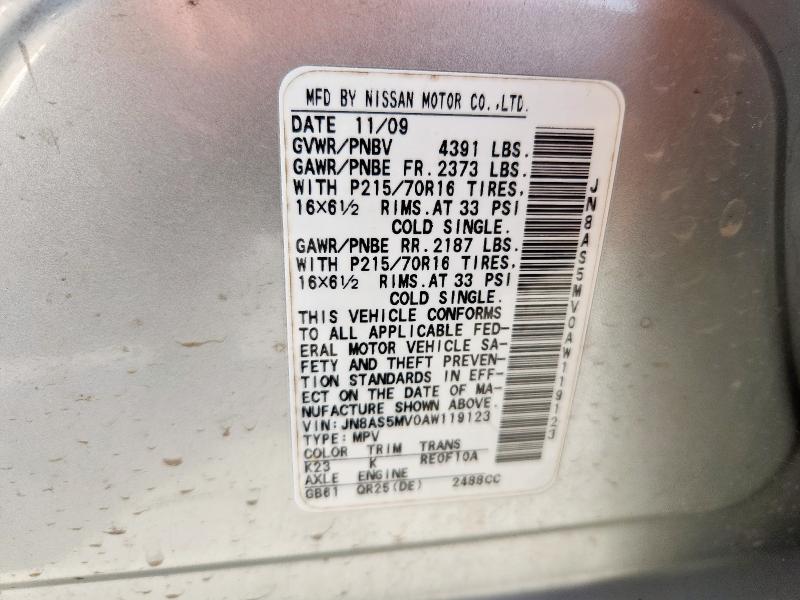 MFD BY NISSAN MOTOR CO.,LTD.
DATE 11/09
GVWR/PNBV 4391 LBS.
GAWR/PNBE FR. 2373 LBS.
WITH P215/70R16 TIRES,
16×6½ RIMS.AT 33 PSI
COLD SINGLE.
GAWR/PNBE RR. 2187 LBS.
WITH P215/70R16 TIRES,
16×6½ RIMS.AT 33 PSI
COLD SINGLE.
THIS VEHICLE CONFORMS
TO ALL APPLICABLE FED-
ERAL MOTOR VEHICLE SA-
FETY AND THEFT PREVEN-
TION STANDARDS IN EFF-
ECT ON THE DATE OF MA-
NUFACTURE SHOWN ABOVE.
VIN: JN8AS5MV0AW119123
TYPE: MPV
COLOR TRIM TRANS
K23 K RE0F10A
AXLE ENGINE
GB61 QR25(DE) 2488CC
JN8AS5MV0AW119123